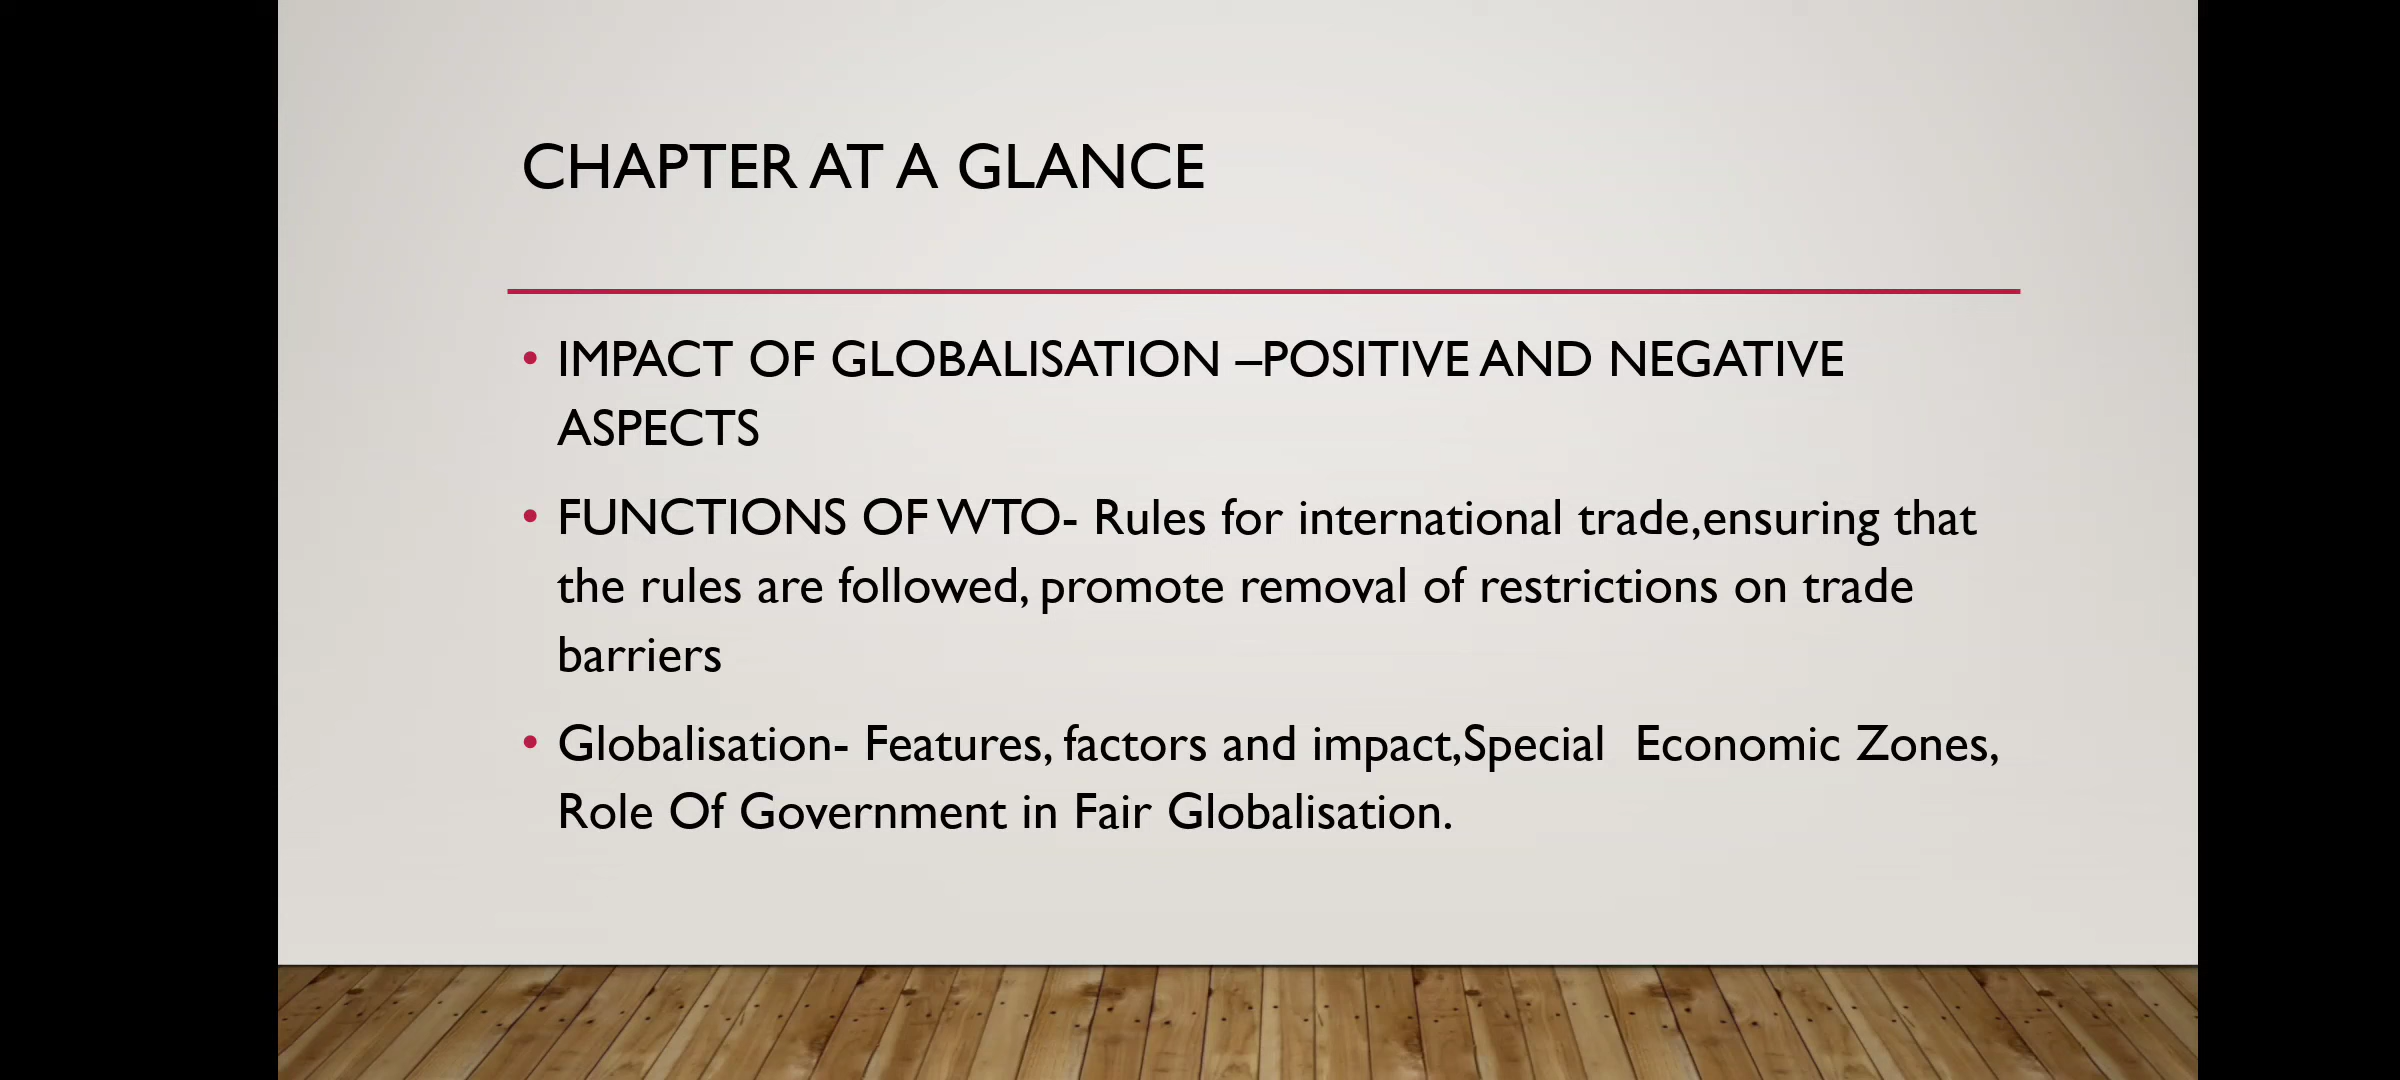 CHAPTER AT A GLANCE
• IMPACT OF GLOBALISATION –POSITIVE AND NEGATIVE
ASPECTS
• FUNCTIONS OF WTO- Rules for international trade,ensuring that
the rules are followed, promote removal of restrictions on trade
barriers
• Globalisation- Features, factors and impact,Special  Economic Zones,
Role Of Government in Fair Globalisation.